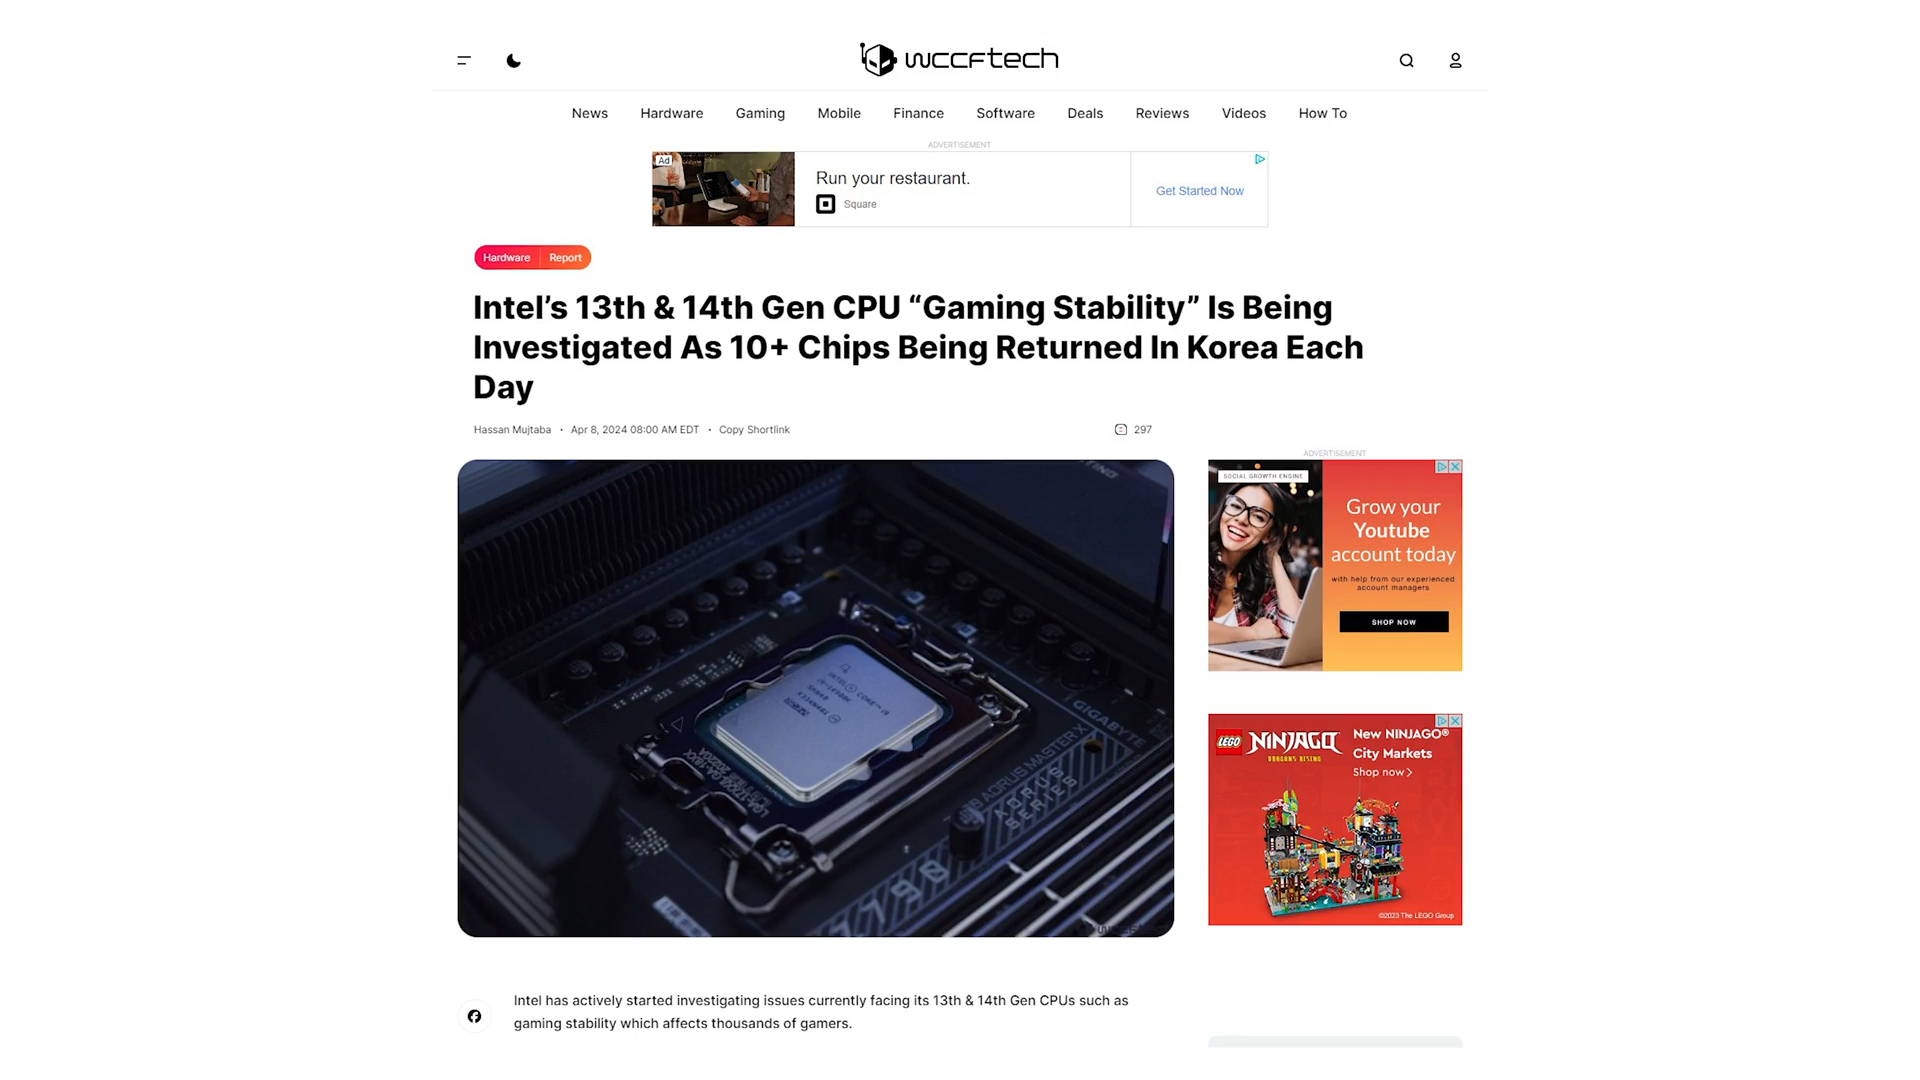 wccftech
News Hardware Gaming Mobile Finance Software Deals Reviews Videos How To
ADVERTISEMENT
Ad
Run your restaurant.
Square
Get Started Now
Hardware Report
Intel’s 13th & 14th Gen CPU “Gaming Stability” Is Being
Investigated As 10+ Chips Being Returned In Korea Each
Day
Hassan Mujtaba • Apr 8, 2024 08:00 AM EDT • Copy Shortlink
297
ADVERTISEMENT
SOCIAL GROWTH ENGINE
Grow your
Youtube
account today
with help from our experienced
account managers
SHOP NOW
GIGABYTE
AORUS MASTER X
AORUS
SERIES
Z790
LEGO NINJAGO
DRAGONS RISING
New NINJAGO®
City Markets
Shop now
©2023 The LEGO Group
Intel has actively started investigating issues currently facing its 13th & 14th Gen CPUs such as
gaming stability which affects thousands of gamers.